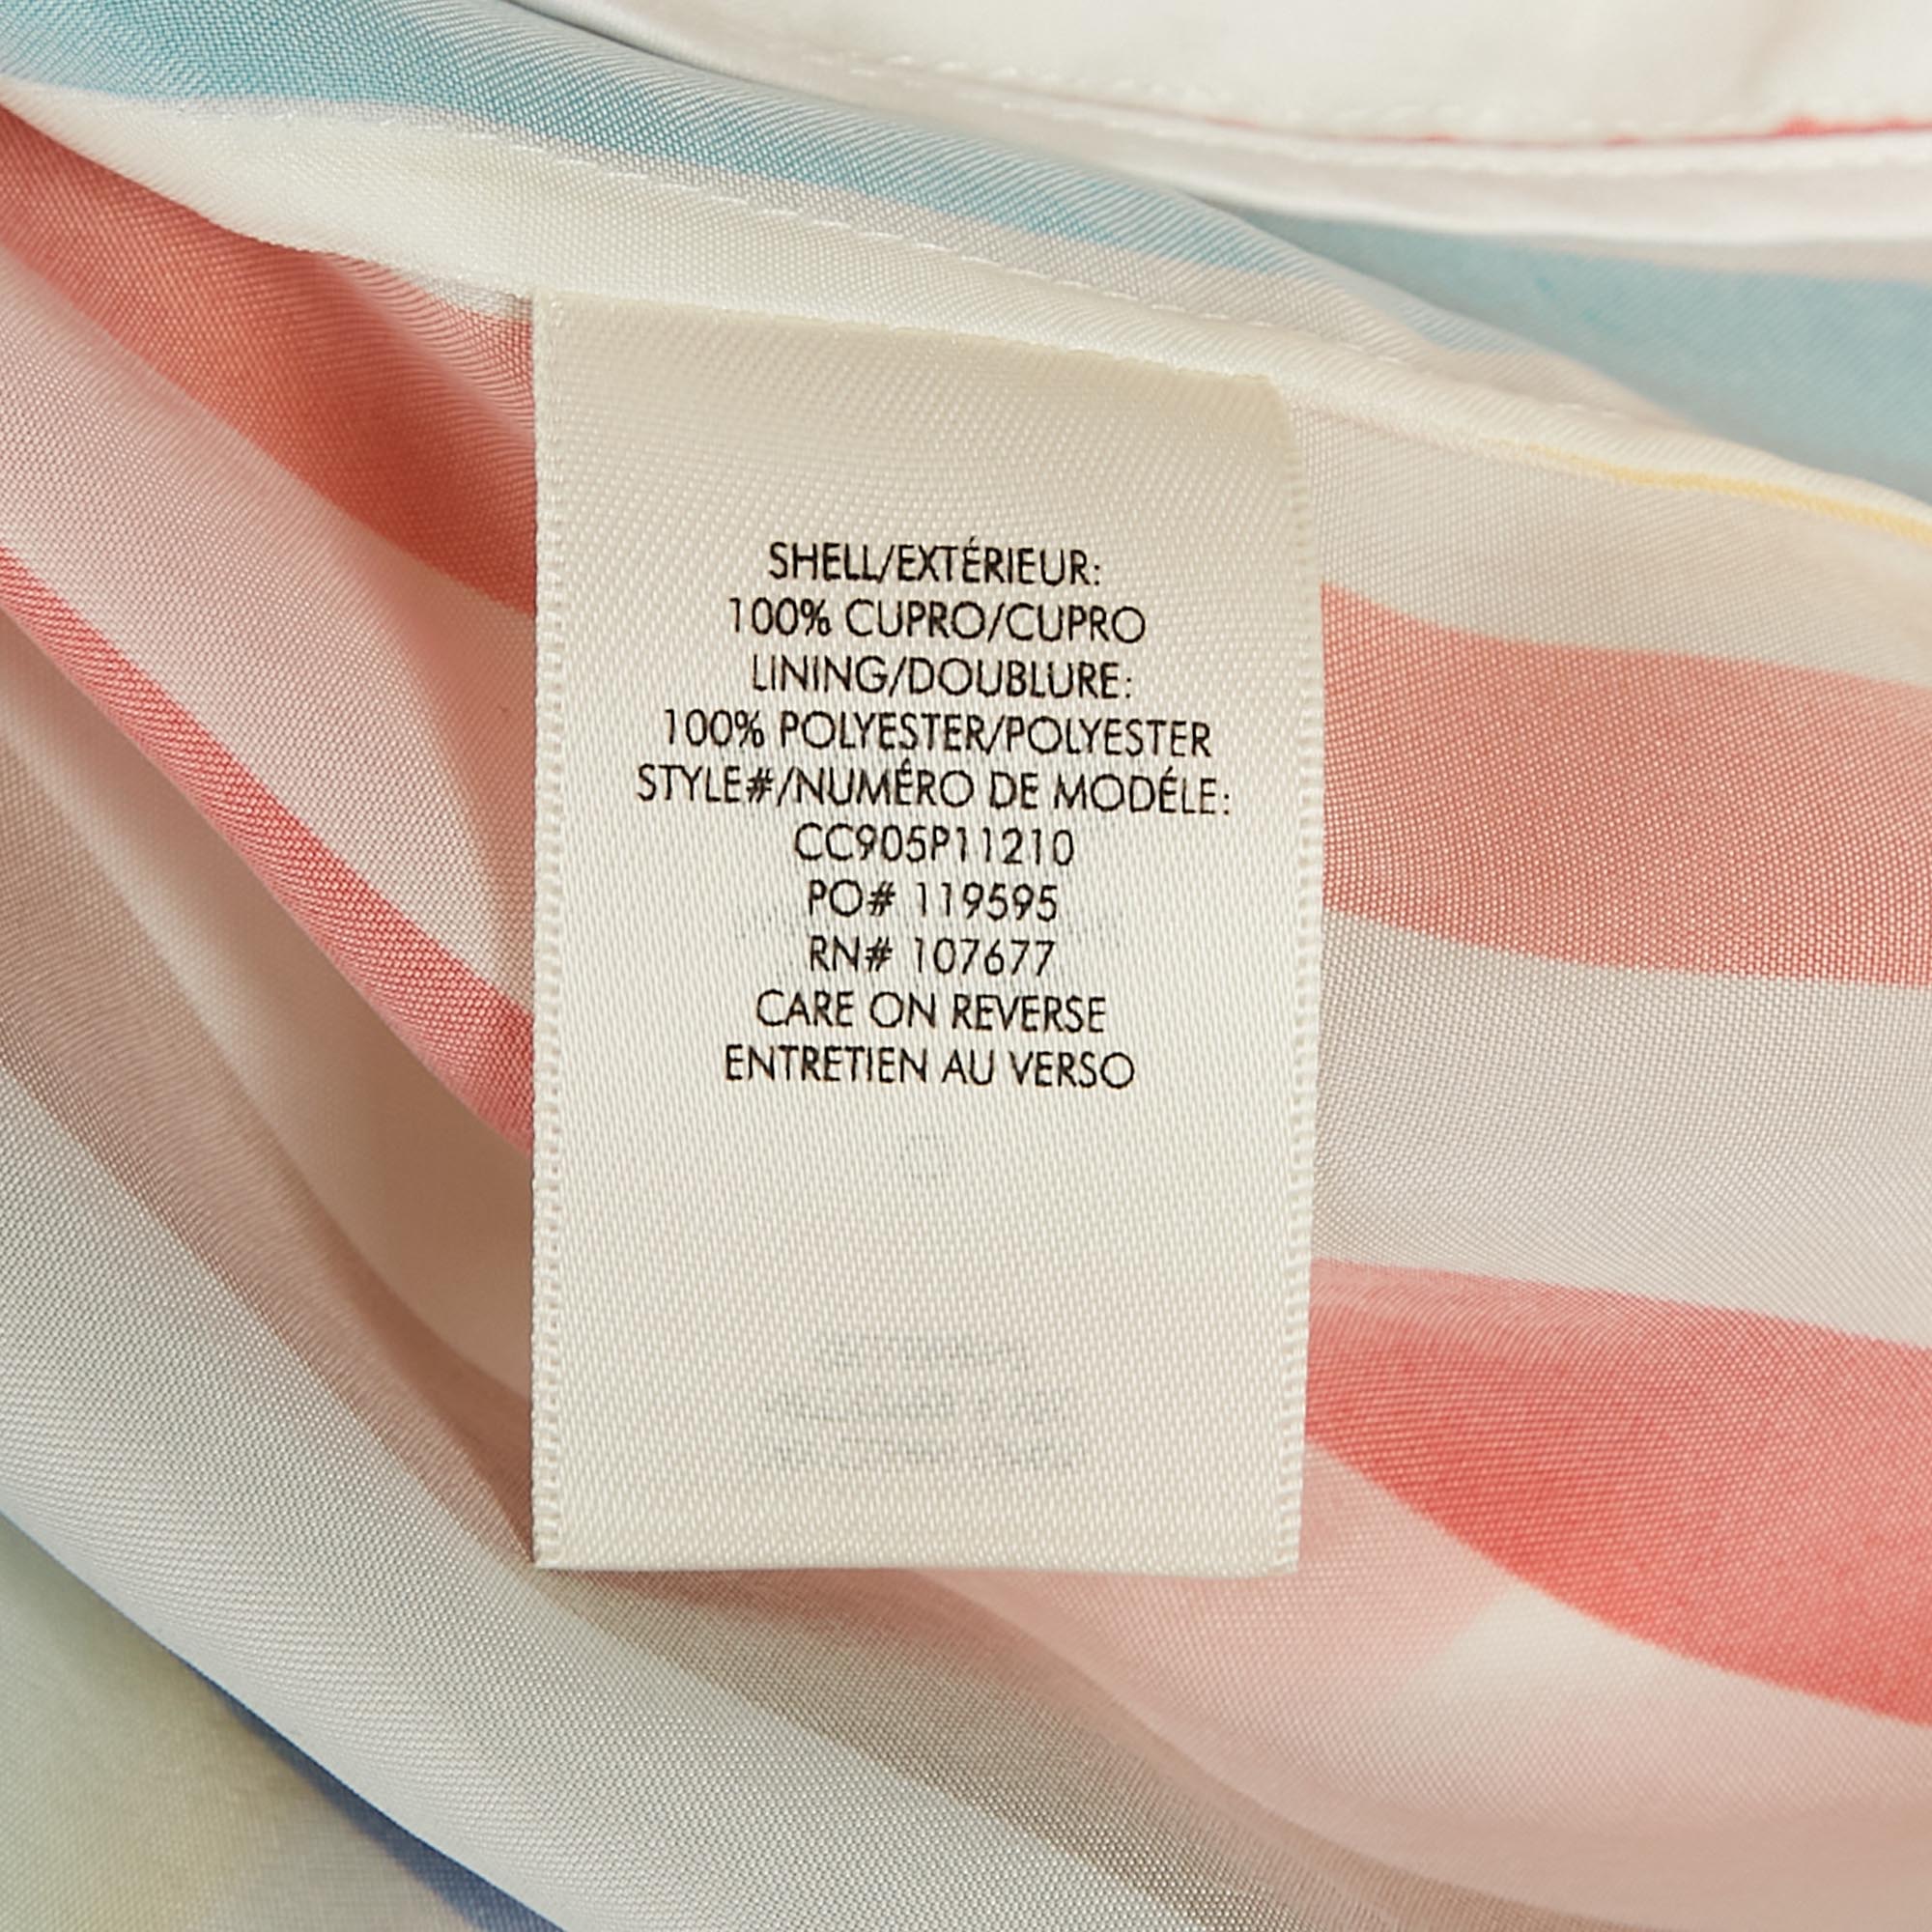 SHELL/EXTÉRIEUR:
100% CUPRO/CUPRO
LINING/DOUBLURE:
100% POLYESTER/POLYESTER
STYLE#/NUMÉRO DE MODÉLE:
CC905P11210
PO# 119595
RN# 107677
CARE ON REVERSE
ENTRETIEN AU VERSO